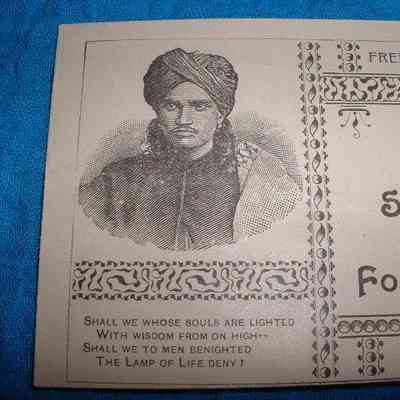 FREE
S
Fo
SHALL WE WHOSE SOULS ARE LIGHTED
WITH WISDOM FROM ON HIGH--
SHALL WE TO MEN BENIGHTED
THE LAMP OF LIFE DENY?